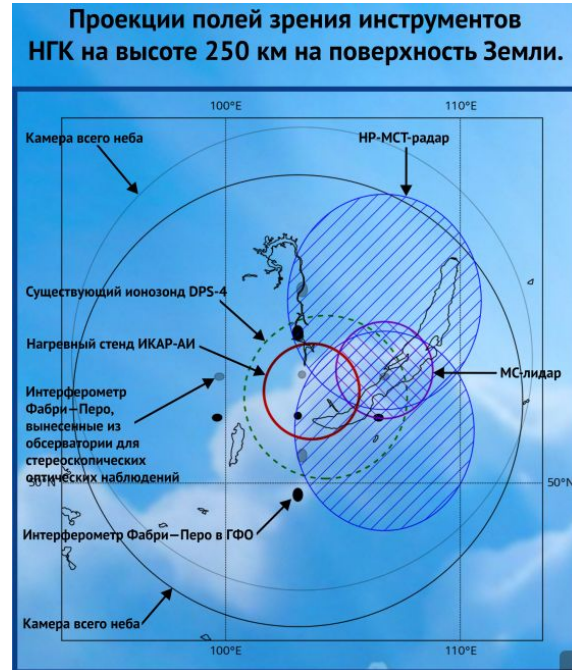 Проекции полей зрения инструментов
НГК на высоте 250 км на поверхность Земли.
100°E
110°E
Камера всего неба
НР-МСТ-радар
Существующий ионозонд DPS-4
Нагревный стенд ИКАР-АИ
МС-лидар
Интерферометр
Фабри—Перо,
вынесенные из
обсерватории для
стереоскопических
оптических наблюдений
50°N
50°N
Интерферометр Фабри—Перо в ГФО
Камера всего неба
100°E
110°E